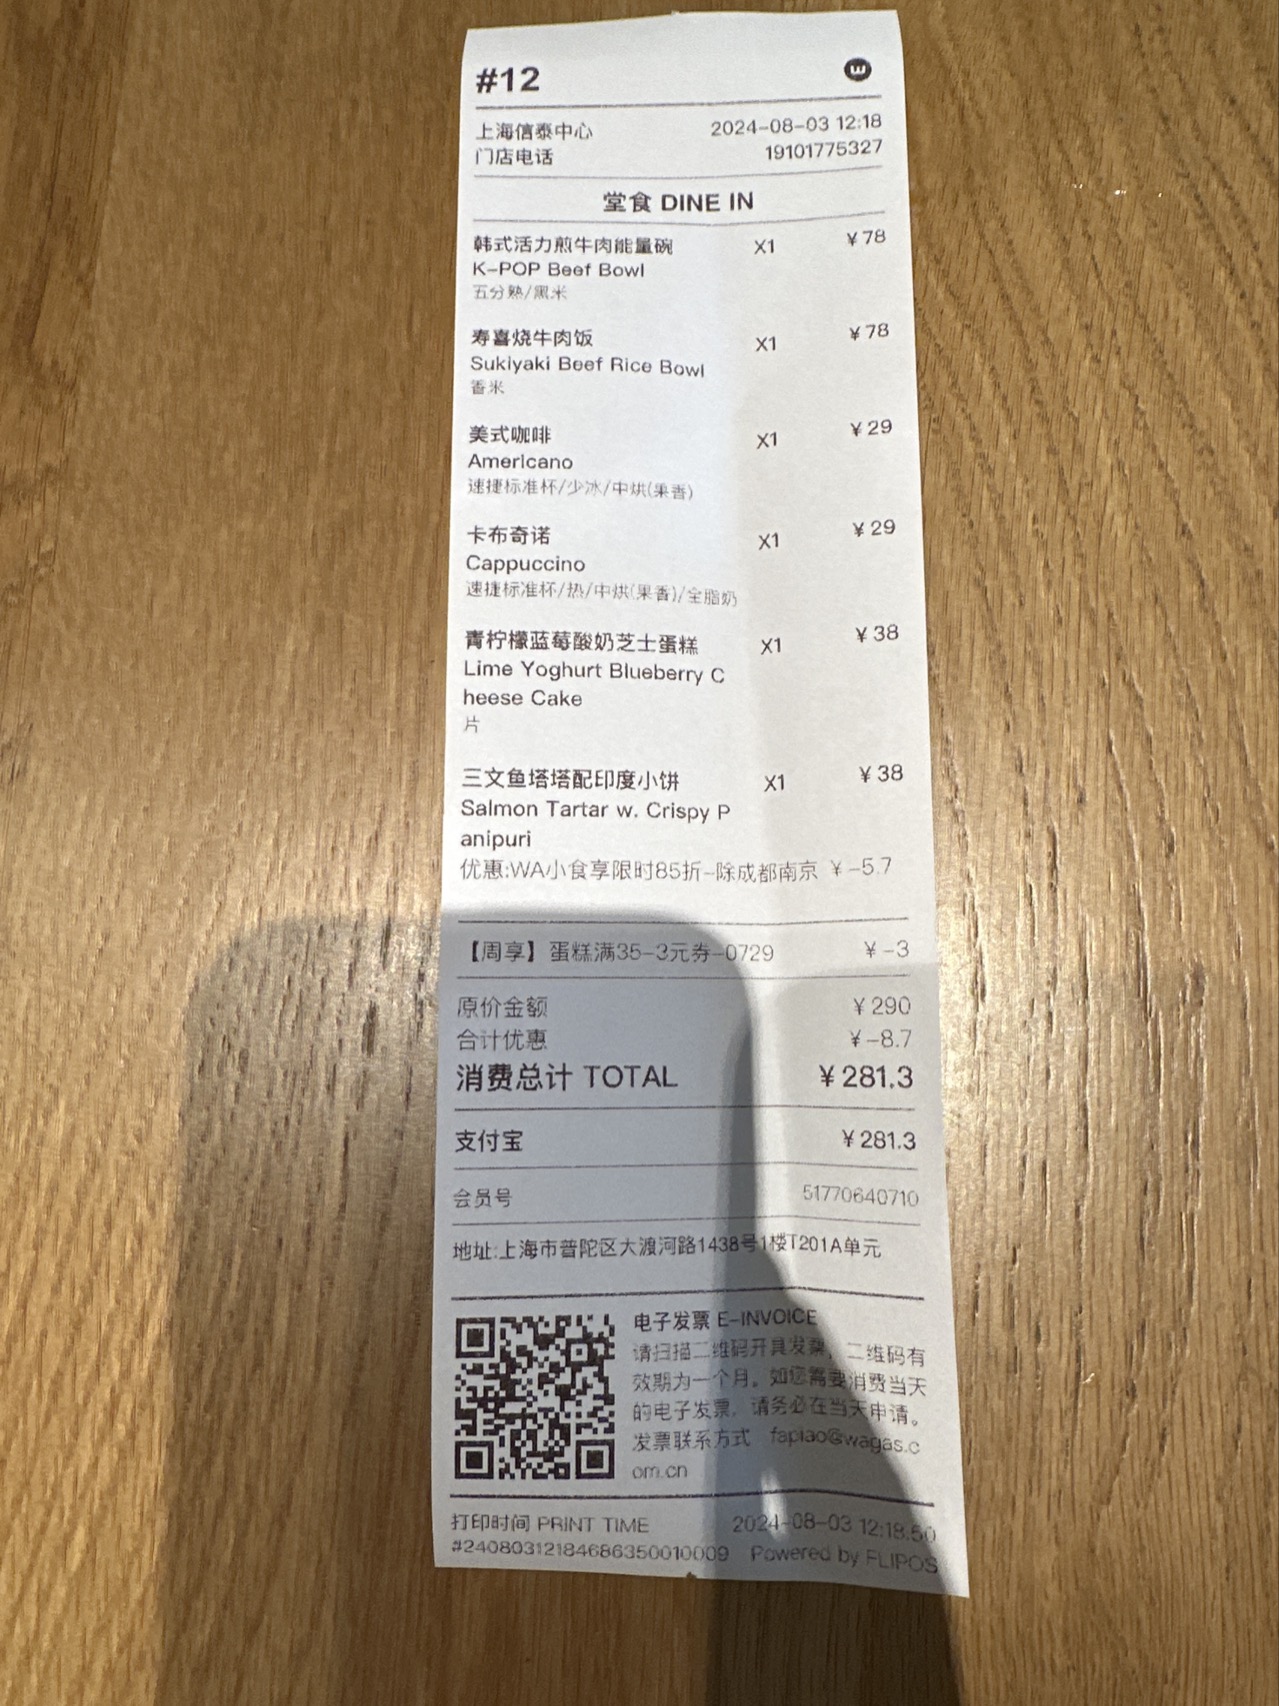 #12
上海信泰中心 2024-08-03 12:18
门店电话 19101775327
堂食 DINE IN
韩式活力煎牛肉能量碗 X1 ¥78
K-POP Beef Bowl
五分熟/黑米
寿喜烧牛肉饭 X1 ¥78
Sukiyaki Beef Rice Bowl
香米
美式咖啡 X1 ¥29
Americano
速捷标准杯/少冰/中烘(果香)
卡布奇诺 X1 ¥29
Cappuccino
速捷标准杯/热/中烘(果香)/全脂奶
青柠檬蓝莓酸奶芝士蛋糕 X1 ¥38
Lime Yoghurt Blueberry C
heese Cake
片
三文鱼塔塔配印度小饼 X1 ¥38
Salmon Tartar w. Crispy P
anipuri
优惠:WA小食享限时85折-除成都南京 ¥-5.7
【周享】蛋糕满35-3元券-0729 ¥-3
原价金额 ¥290
合计优惠 ¥-8.7
消费总计 TOTAL ¥281.3
支付宝 ¥281.3
会员号 51770640710
地址:上海市普陀区大渡河路1438号1楼T201A单元
电子发票 E-INVOICE
请扫描二维码开具发票，二维码有
效期为一个月。如您需要消费当天
的电子发票，请务必在当天申请。
发票联系方式 fapiao@wagas.c
om.cn
打印时间 PRINT TIME 2024-08-03 12:18:50
#240803121846863500100​09 Powered by FLIPOS